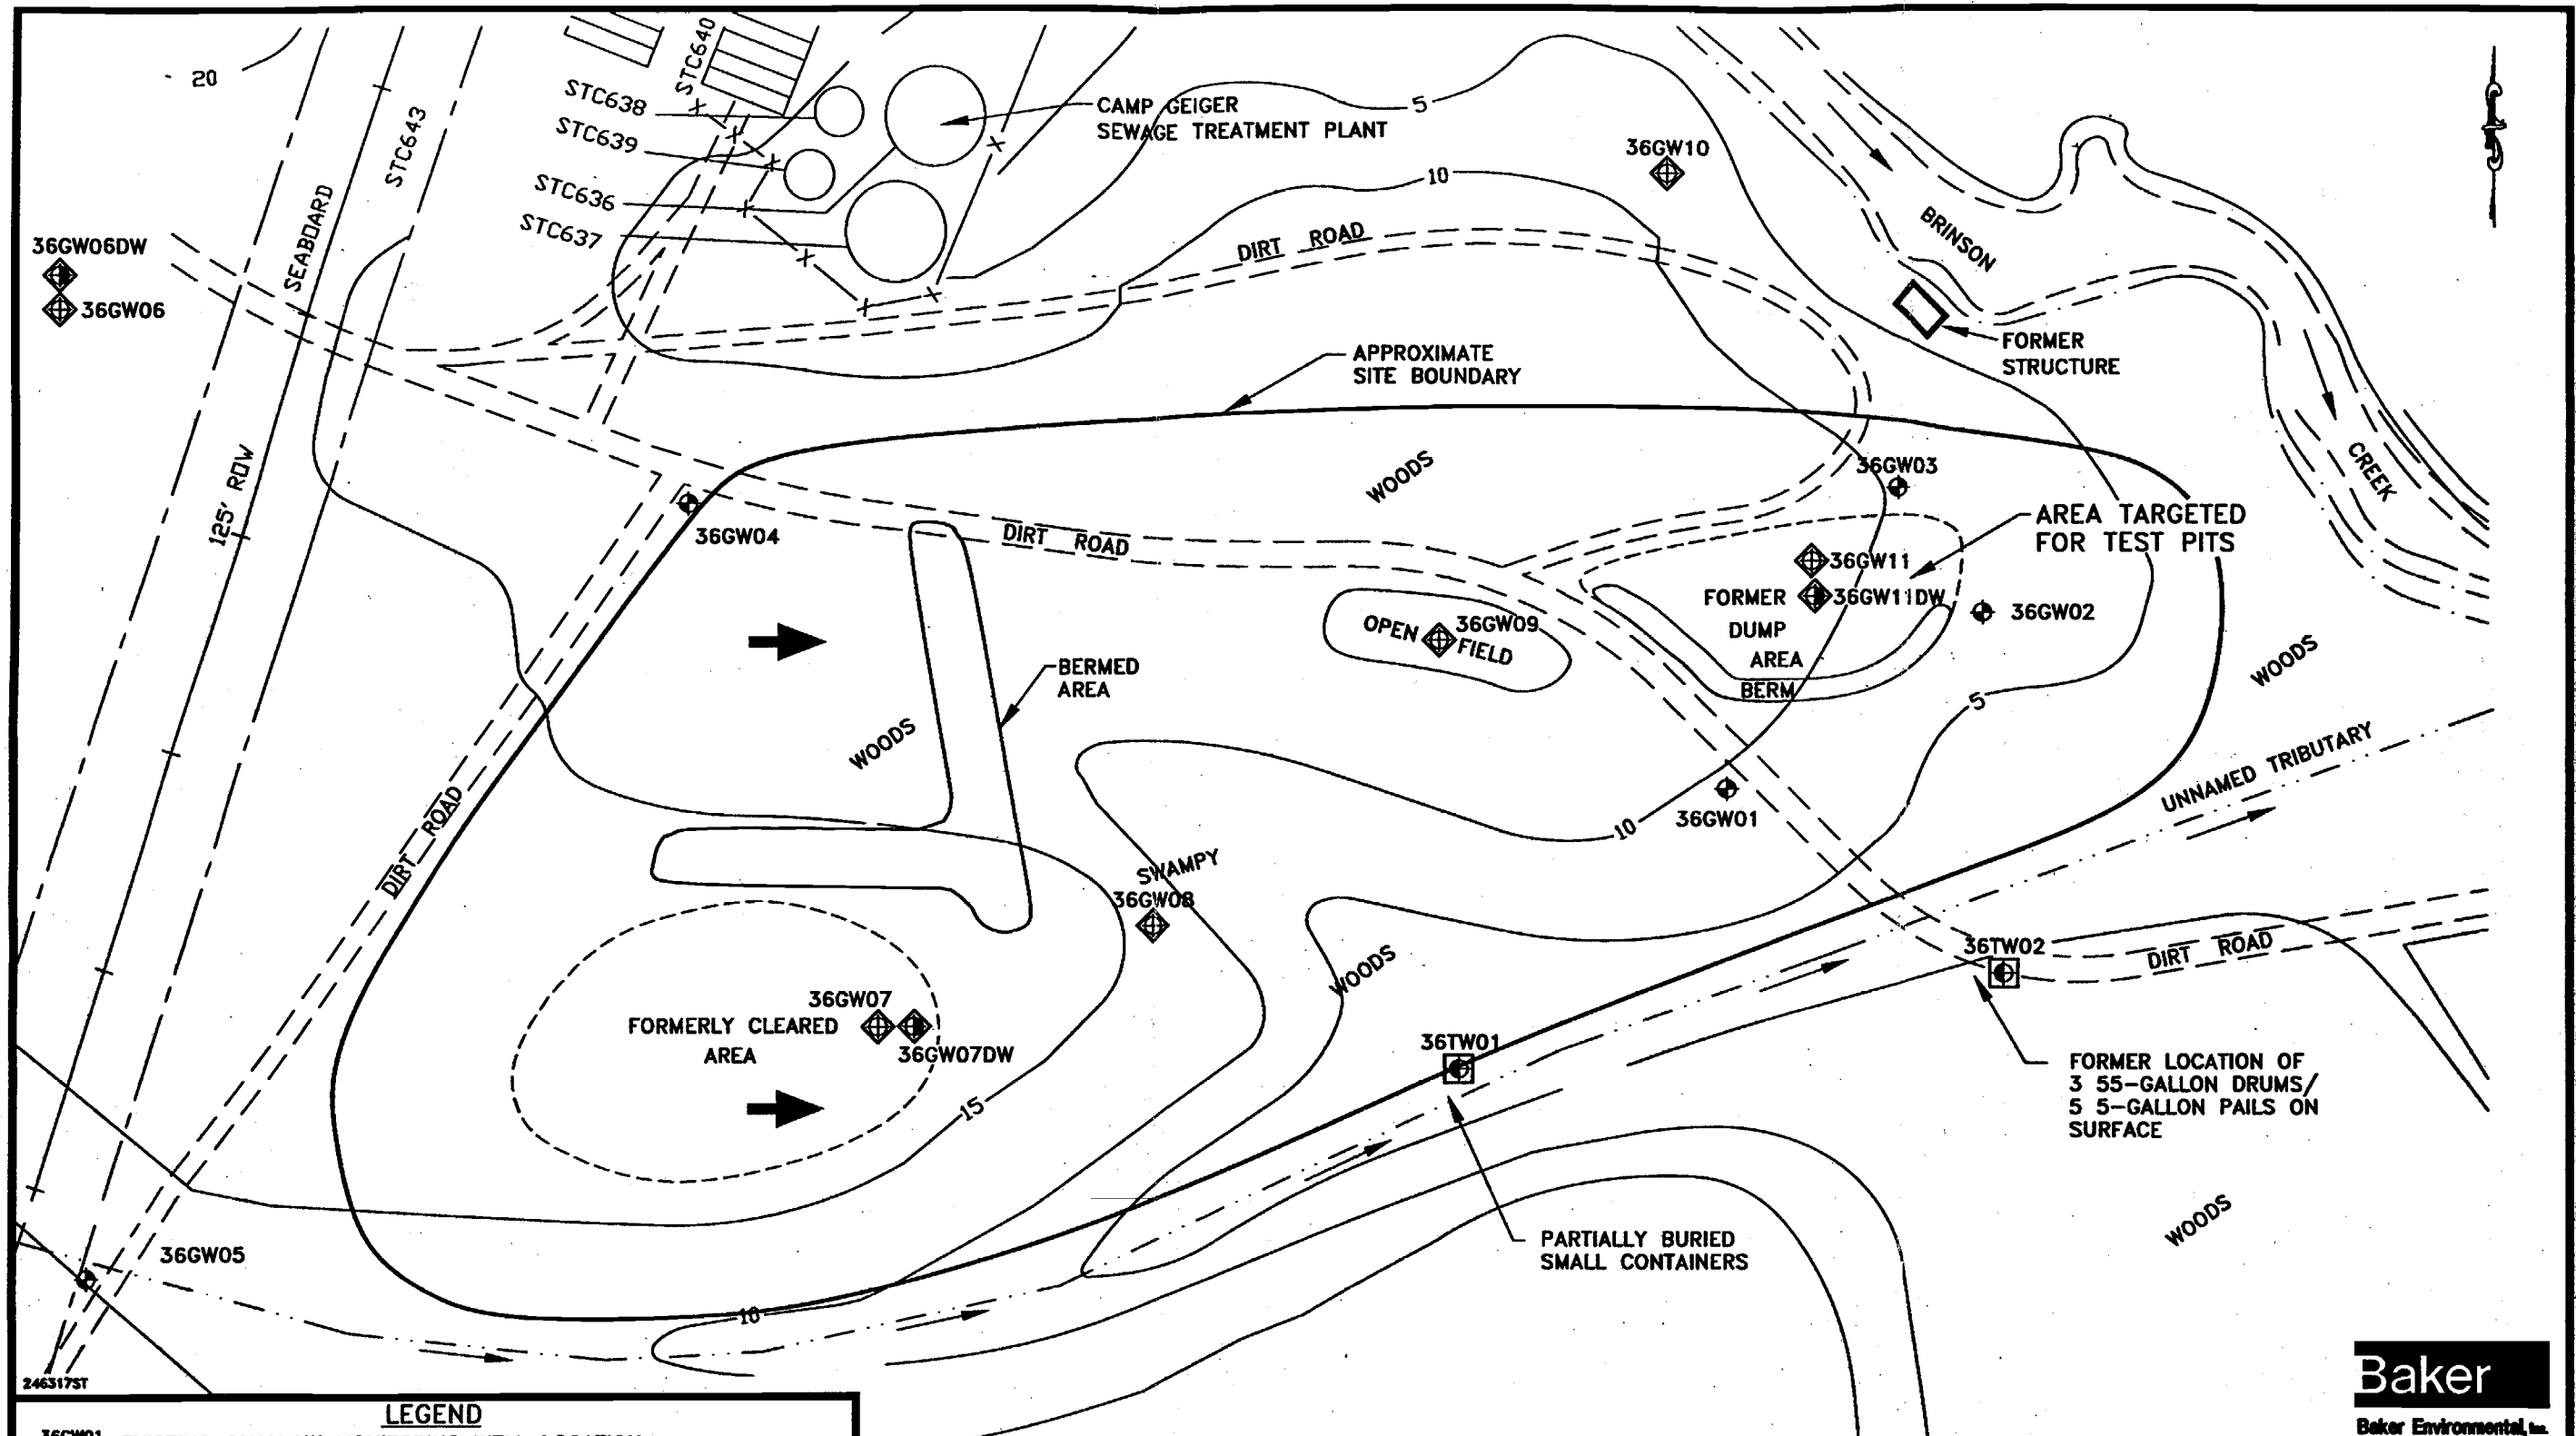 20
STC640
STC638
STC639
STC636
STC637
STC643
SEABOARD
125' ROW
CAMP GEIGER
SEWAGE TREATMENT PLANT
5
10
36GW10
BRINSON
CREEK
FORMER
STRUCTURE
36GW06DW
36GW06
DIRT ROAD
APPROXIMATE
SITE BOUNDARY
WOODS
36GW03
36GW04
DIRT ROAD
AREA TARGETED
FOR TEST PITS
36GW11
FORMER
36GW11DW
DUMP
AREA
BERM
36GW02
OPEN
FIELD
36GW09
BERMED
AREA
WOODS
WOODS
5
UNNAMED TRIBUTARY
DIRT ROAD
36GW01
10
SWAMPY
36GW08
WOODS
36TW02
DIRT ROAD
36GW07
FORMERLY CLEARED
AREA
36GW07DW
36TW01
FORMER LOCATION OF
3 55-GALLON DRUMS/
5 5-GALLON PAILS ON
SURFACE
15
WOODS
36GW05
PARTIALLY BURIED
SMALL CONTAINERS
10
246317ST
Baker
Baker Environmental, Inc.
LEGEND
36GW01